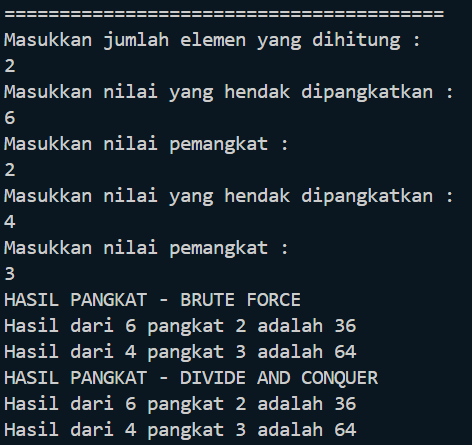 ========================================
Masukkan jumlah elemen yang dihitung :
2
Masukkan nilai yang hendak dipangkatkan :
6
Masukkan nilai pemangkat :
2
Masukkan nilai yang hendak dipangkatkan :
4
Masukkan nilai pemangkat :
3
HASIL PANGKAT - BRUTE FORCE
Hasil dari 6 pangkat 2 adalah 36
Hasil dari 4 pangkat 3 adalah 64
HASIL PANGKAT - DIVIDE AND CONQUER
Hasil dari 6 pangkat 2 adalah 36
Hasil dari 4 pangkat 3 adalah 64